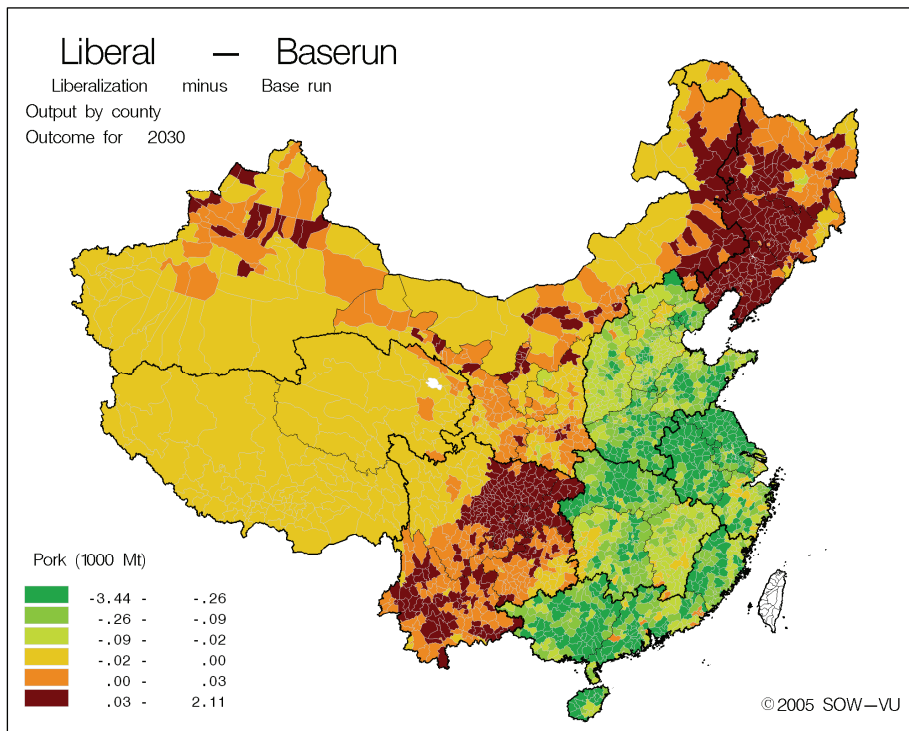 Liberal — Baserun
Liberalization minus Base run
Output by county
Outcome for 2030
Pork (1000 Mt)
-3.44 - -.26
-.26 - -.09
-.09 - -.02
-.02 - .00
.00 - .03
.03 - 2.11
©2005 SOW—VU